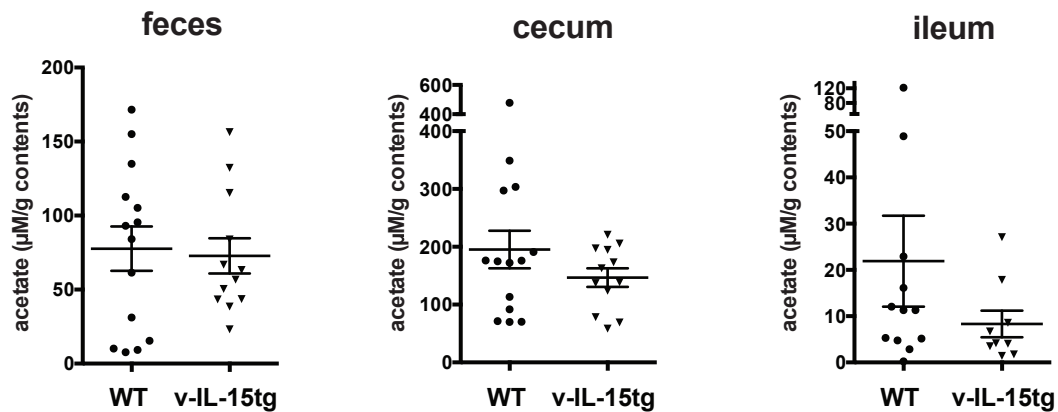 feces
acetate (µM/g contents)
200
150
100
50
0
WT v-IL-15tg
cecum
acetate (µM/g contents)
600
400
400
300
200
100
0
WT v-IL-15tg
ileum
acetate (µM/g contents)
120
80
50
40
30
20
10
0
WT v-IL-15tg